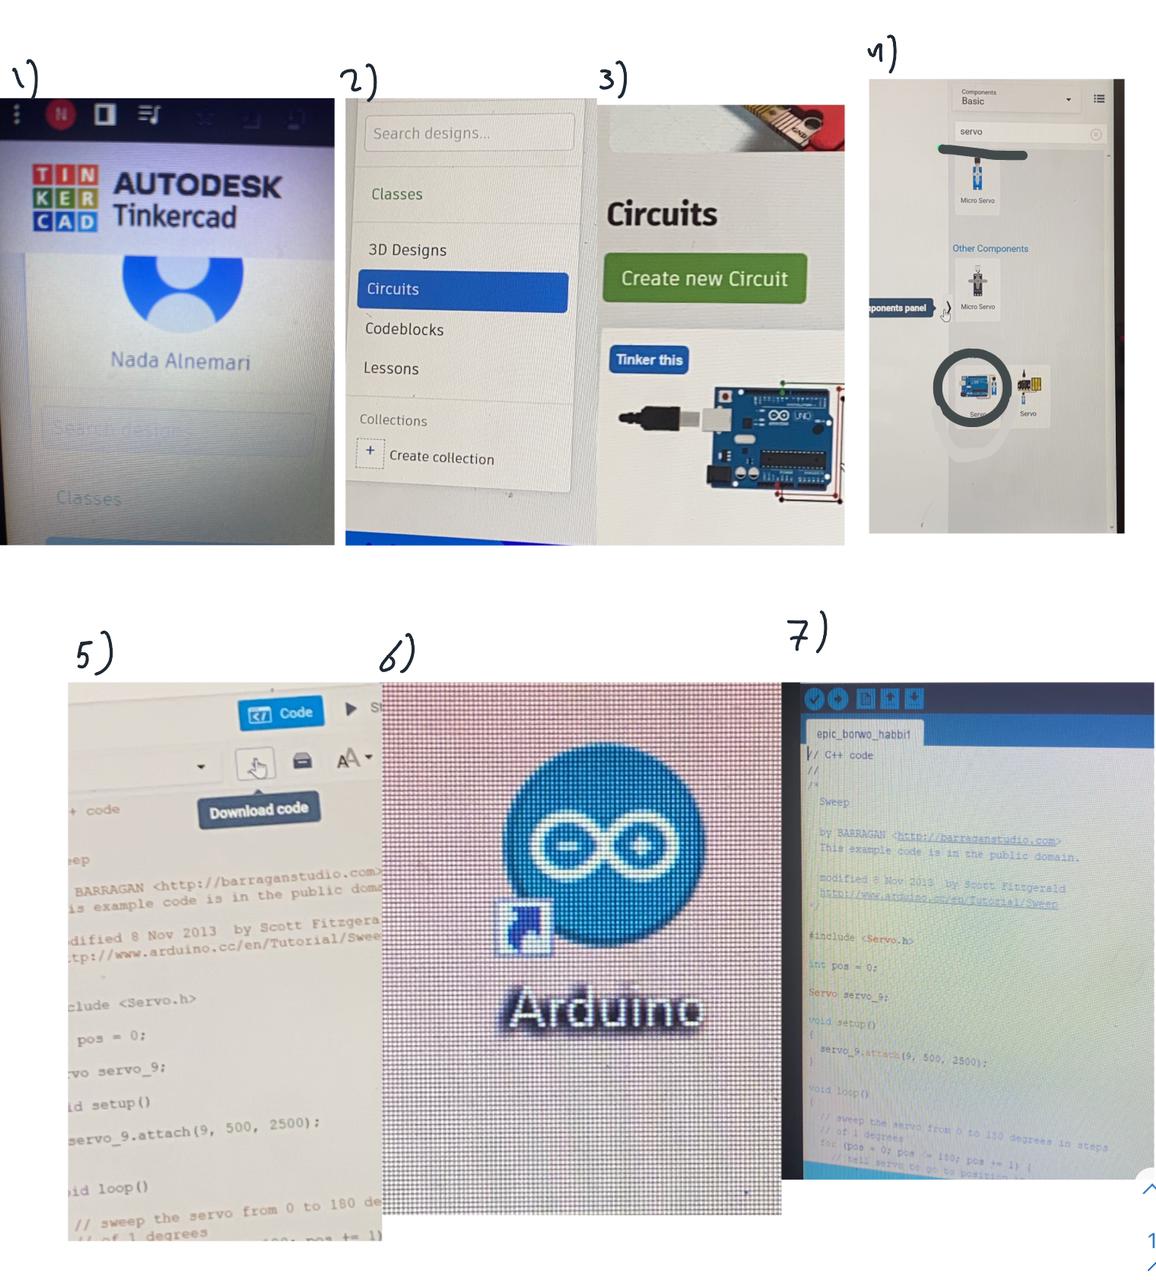 1)
N
TIN
KER
CAD
AUTODESK
Tinkercad
Nada Alnemari
Classes
2)
Search designs...
Classes
3D Designs
Circuits
Codeblocks
Lessons
Collections
+ Create collection
3)
Circuits
Create new Circuit
Tinker this
UNO
4)
Components
Basic
servo
Micro Servo
Other Components
Micro Servo
ponents panel
Servo
5)
Code
AA
Download code
+ code
ep
BARRAGAN <http://barraganstudio.com>
is example code is in the public doma
dified 8 Nov 2013 by Scott Fitzgera
tp://www.arduino.cc/en/Tutorial/Swee
clude <Servo.h>
pos = 0;
vo servo_9;
id setup()
servo_9.attach(9, 500, 2500);
id loop()
// sweep the servo from 0 to 180 de
// of 1 degrees
pos += 1)
6)
Arduino
7)
epic_borwo_habbi1
// C++ code
//
/*
Sweep
by BARRAGAN <http://barraganstudio.com>
This example code is in the public domain.
modified 8 Nov 2013 by Scott Fitzgerald
http://www.arduino.cc/en/Tutorial/Sweep
*/
#include <Servo.h>
int pos = 0;
Servo servo_9;
void setup()
{
servo_9.attach(9, 500, 2500);
}
void loop()
{
// sweep the servo from 0 to 180 degrees in steps
// of 1 degrees
for (pos = 0; pos <= 180; pos += 1) {
// tell servo to go to position
1